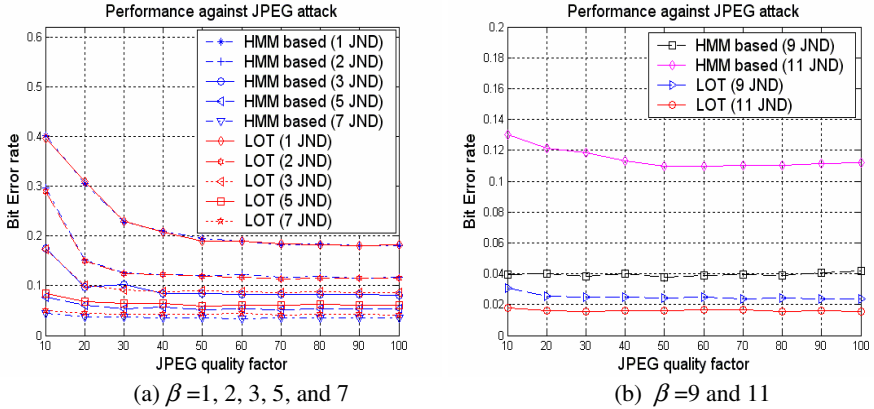 Performance against JPEG attack
0.6
0.5
0.4
0.3
0.2
0.1
0
Bit Error rate
HMM based (1 JND)
HMM based (2 JND)
HMM based (3 JND)
HMM based (5 JND)
HMM based (7 JND)
LOT (1 JND)
LOT (2 JND)
LOT (3 JND)
LOT (5 JND)
LOT (7 JND)
10 20 30 40 50 60 70 80 90 100
JPEG quality factor
(a) β =1, 2, 3, 5, and 7
Performance against JPEG attack
0.2
0.18
0.16
0.14
0.12
0.1
0.08
0.06
0.04
0.02
0
Bit Error rate
HMM based (9 JND)
HMM based (11 JND)
LOT (9 JND)
LOT (11 JND)
10 20 30 40 50 60 70 80 90 100
JPEG quality factor
(b) β =9 and 11